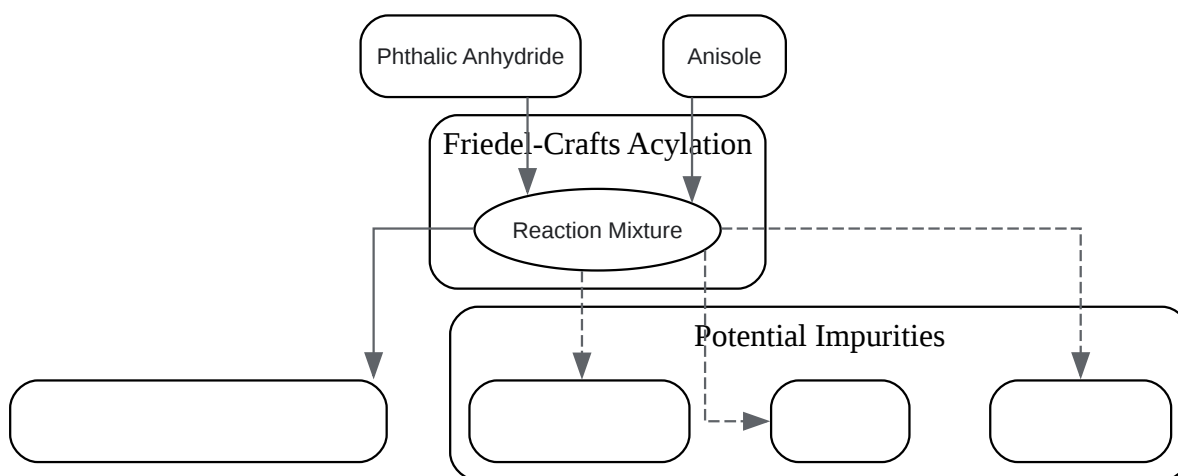 Phthalic Anhydride
Anisole
Friedel-Crafts Acylation
Reaction Mixture
Potential Impurities